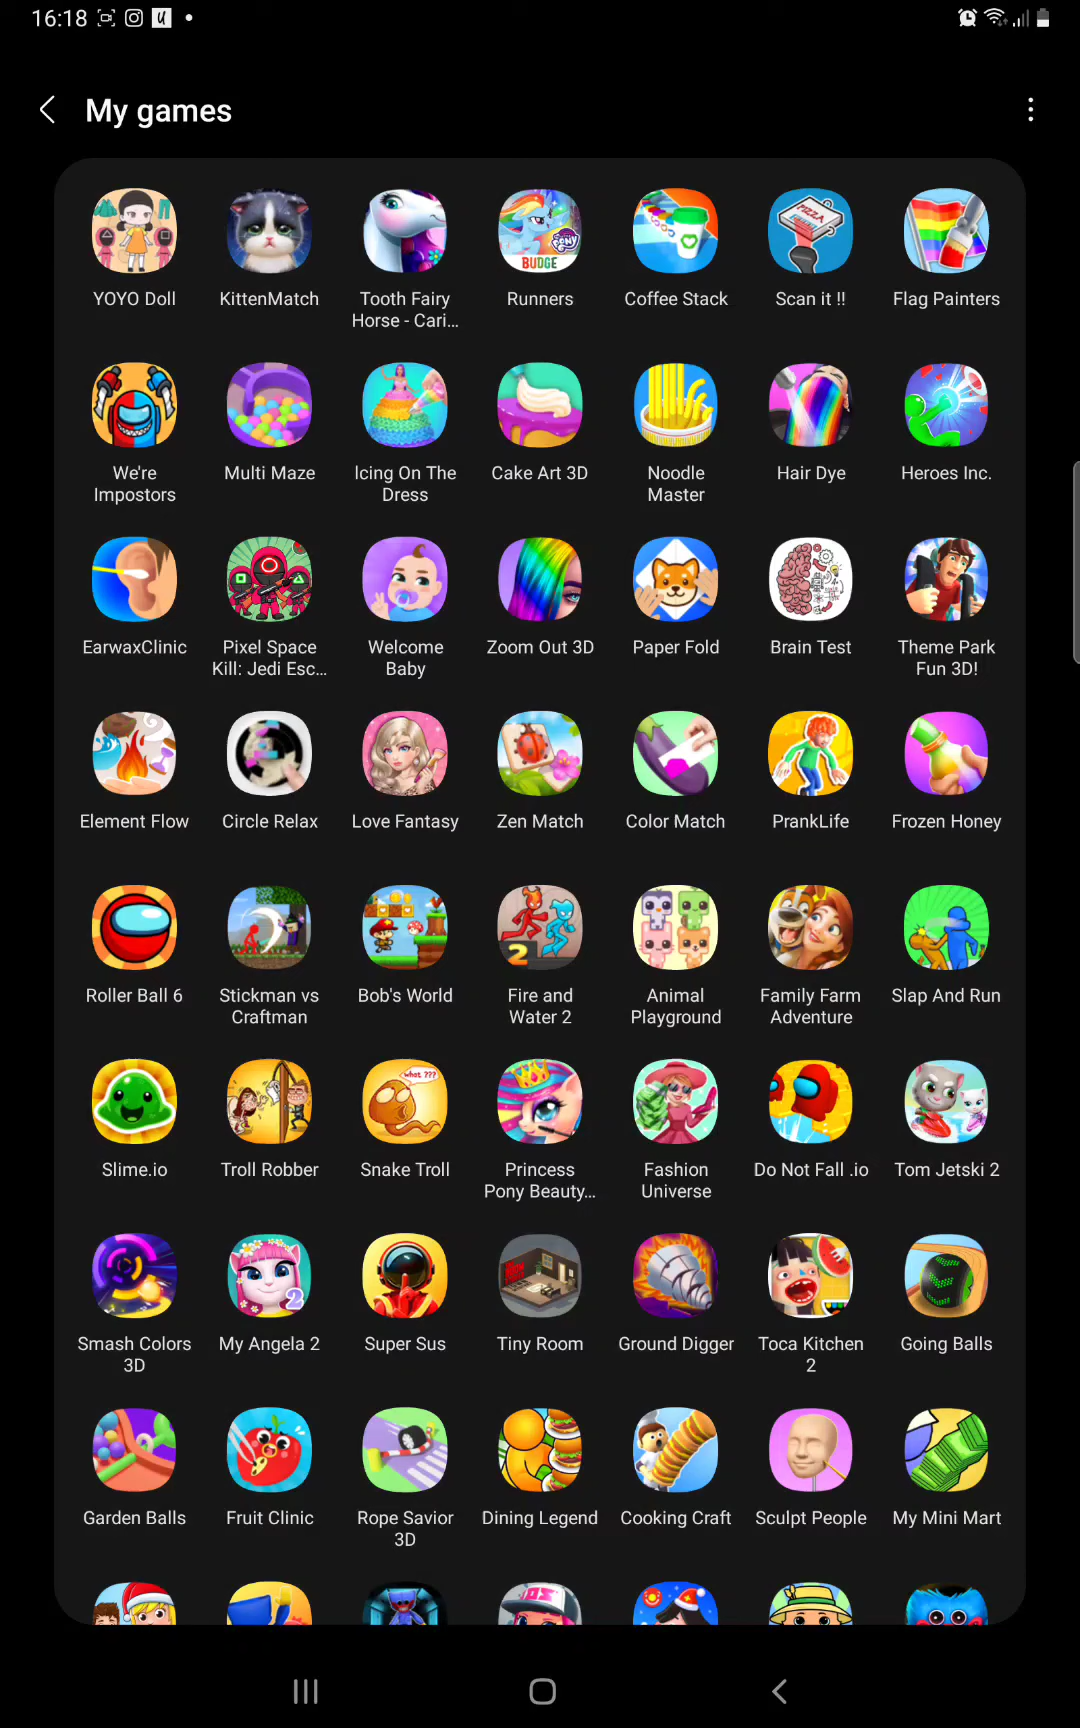 16:18
My games
YOYO Doll
KittenMatch
Tooth Fairy
Horse - Cari...
BUDGE
Runners
Coffee Stack
PIZZA
Scan it !!
Flag Painters
We're
Impostors
Multi Maze
Icing On The
Dress
Cake Art 3D
Noodle
Master
Hair Dye
Heroes Inc.
EarwaxClinic
Pixel Space
Kill: Jedi Esc...
Welcome
Baby
Zoom Out 3D
Paper Fold
Brain Test
Theme Park
Fun 3D!
Element Flow
Circle Relax
Love Fantasy
Zen Match
Color Match
PrankLife
Frozen Honey
Roller Ball 6
Stickman vs
Craftman
Bob's World
2
Fire and
Water 2
Animal
Playground
Family Farm
Adventure
Slap And Run
Slime.io
Troll Robber
what ???
Snake Troll
Princess
Pony Beauty...
Fashion
Universe
Do Not Fall .io
Tom Jetski 2
Smash Colors
3D
2
My Angela 2
Super Sus
Tiny Room
Ground Digger
Toca Kitchen
2
Going Balls
Garden Balls
Fruit Clinic
Rope Savior
3D
Dining Legend
Cooking Craft
Sculpt People
My Mini Mart